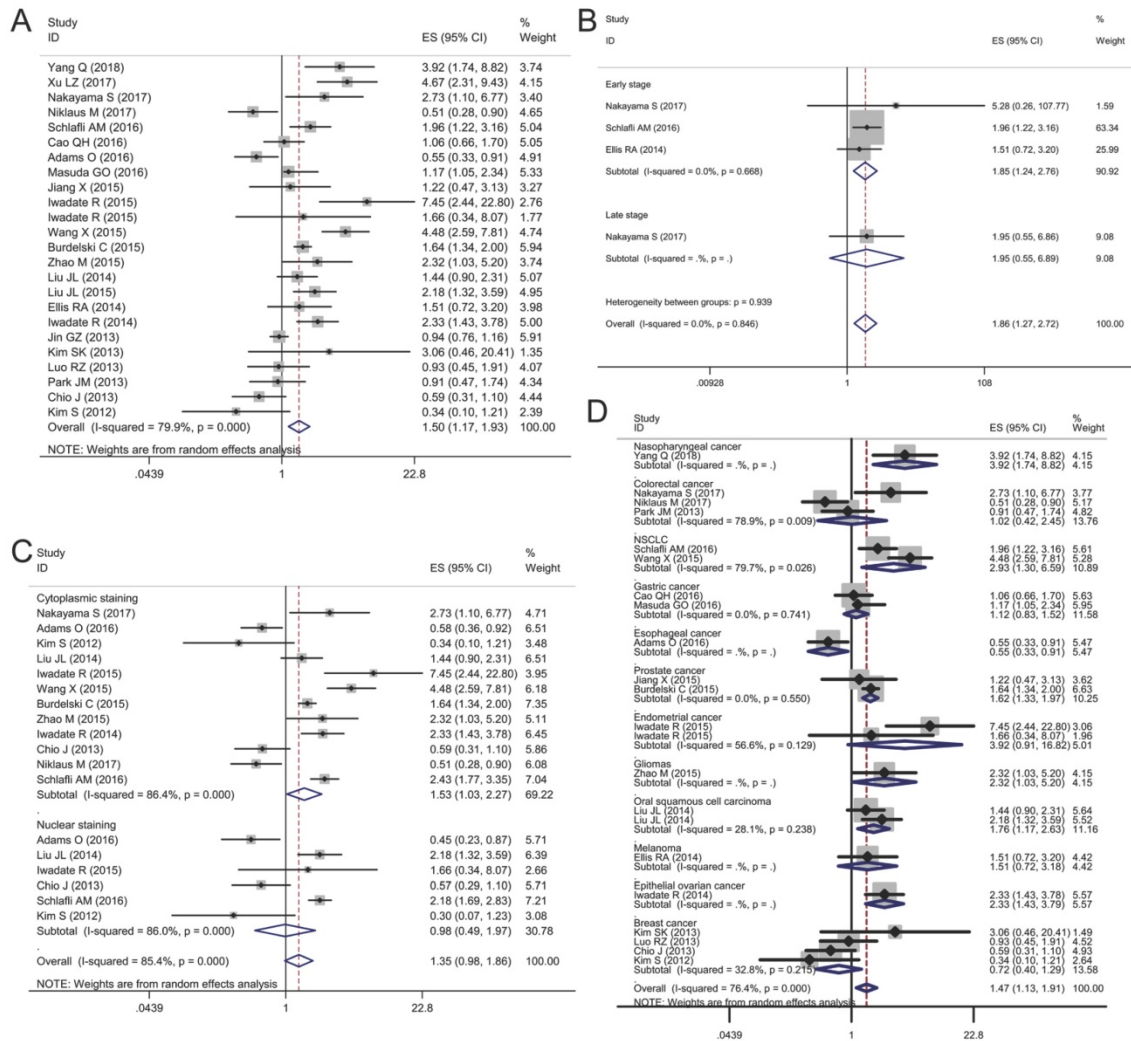 A
Study %
ID ES (95% CI) Weight
Yang Q (2018) 3.92 (1.74, 8.82) 3.74
Xu LZ (2017) 4.67 (2.31, 9.43) 4.15
Nakayama S (2017) 2.73 (1.10, 6.77) 3.40
Niklaus M (2017) 0.51 (0.28, 0.90) 4.65
Schlafli AM (2016) 1.96 (1.22, 3.16) 5.04
Cao QH (2016) 1.06 (0.66, 1.70) 5.05
Adams O (2016) 0.55 (0.33, 0.91) 4.91
Masuda GO (2016) 1.17 (1.05, 2.34) 5.33
Jiang X (2015) 1.22 (0.47, 3.13) 3.27
Iwadate R (2015) 7.45 (2.44, 22.80) 2.76
Iwadate R (2015) 1.66 (0.34, 8.07) 1.77
Wang X (2015) 4.48 (2.59, 7.81) 4.74
Burdelski C (2015) 1.64 (1.34, 2.00) 5.94
Zhao M (2015) 2.32 (1.03, 5.20) 3.74
Liu JL (2014) 1.44 (0.90, 2.31) 5.07
Liu JL (2015) 2.18 (1.32, 3.59) 4.95
Ellis RA (2014) 1.51 (0.72, 3.20) 3.98
Iwadate R (2014) 2.33 (1.43, 3.78) 5.00
Jin GZ (2013) 0.94 (0.76, 1.16) 5.91
Kim SK (2013) 3.06 (0.46, 20.41) 1.35
Luo RZ (2013) 0.93 (0.45, 1.91) 4.07
Park JM (2013) 0.91 (0.47, 1.74) 4.34
Chio J (2013) 0.59 (0.31, 1.10) 4.44
Kim S (2012) 0.34 (0.10, 1.21) 2.39
Overall (I-squared = 79.9%, p = 0.000) 1.50 (1.17, 1.93) 100.00
NOTE: Weights are from random effects analysis
.0439 1 22.8
B
Study %
ID ES (95% CI) Weight
Early stage
Nakayama S (2017) 5.28 (0.26, 107.77) 1.59
Schlafli AM (2016) 1.96 (1.22, 3.16) 63.34
Ellis RA (2014) 1.51 (0.72, 3.20) 25.99
Subtotal (I-squared = 0.0%, p = 0.668) 1.85 (1.24, 2.76) 90.92
Late stage
Nakayama S (2017) 1.95 (0.55, 6.86) 9.08
Subtotal (I-squared = .%, p = .) 1.95 (0.55, 6.89) 9.08
Heterogeneity between groups: p = 0.939
Overall (I-squared = 0.0%, p = 0.846) 1.86 (1.27, 2.72) 100.00
.00928 1 108
C
Study %
ID ES (95% CI) Weight
Cytoplasmic staining
Nakayama S (2017) 2.73 (1.10, 6.77) 4.71
Adams O (2016) 0.58 (0.36, 0.92) 6.51
Kim S (2012) 0.34 (0.10, 1.21) 3.48
Liu JL (2014) 1.44 (0.90, 2.31) 6.51
Iwadate R (2015) 7.45 (2.44, 22.80) 3.95
Wang X (2015) 4.48 (2.59, 7.81) 6.18
Burdelski C (2015) 1.64 (1.34, 2.00) 7.35
Zhao M (2015) 2.32 (1.03, 5.20) 5.11
Iwadate R (2014) 2.33 (1.43, 3.78) 6.45
Chio J (2013) 0.59 (0.31, 1.10) 5.86
Niklaus M (2017) 0.51 (0.28, 0.90) 6.08
Schlafli AM (2016) 2.43 (1.77, 3.35) 7.04
Subtotal (I-squared = 86.4%, p = 0.000) 1.53 (1.03, 2.27) 69.22
.
Nuclear staining
Adams O (2016) 0.45 (0.23, 0.87) 5.71
Liu JL (2014) 2.18 (1.32, 3.59) 6.39
Iwadate R (2015) 1.66 (0.34, 8.07) 2.66
Chio J (2013) 0.57 (0.29, 1.10) 5.71
Schlafli AM (2016) 2.18 (1.69, 2.83) 7.21
Kim S (2012) 0.30 (0.07, 1.23) 3.08
Subtotal (I-squared = 86.0%, p = 0.000) 0.98 (0.49, 1.97) 30.78
.
Overall (I-squared = 85.4%, p = 0.000) 1.35 (0.98, 1.86) 100.00
NOTE: Weights are from random effects analysis
.0439 1 22.8
D
Study %
ID ES (95% CI) Weight
Nasopharyngeal cancer
Yang Q (2018) 3.92 (1.74, 8.82) 4.15
Subtotal (I-squared = .%, p = .) 3.92 (1.74, 8.82) 4.15
.
Colorectal cancer
Nakayama S (2017) 2.73 (1.10, 6.77) 3.77
Niklaus M (2017) 0.51 (0.28, 0.90) 5.17
Park JM (2013) 0.91 (0.47, 1.74) 4.82
Subtotal (I-squared = 78.9%, p = 0.009) 1.02 (0.42, 2.45) 13.76
.
NSCLC
Schlafli AM (2016) 1.96 (1.22, 3.16) 5.61
Wang X (2015) 4.48 (2.59, 7.81) 5.28
Subtotal (I-squared = 79.7%, p = 0.026) 2.93 (1.30, 6.59) 10.89
.
Gastric cancer
Cao QH (2016) 1.06 (0.66, 1.70) 5.63
Masuda GO (2016) 1.17 (1.05, 2.34) 5.95
Subtotal (I-squared = 0.0%, p = 0.741) 1.12 (0.83, 1.52) 11.58
.
Esophageal cancer
Adams O (2016) 0.55 (0.33, 0.91) 5.47
Subtotal (I-squared = .%, p = .) 0.55 (0.33, 0.91) 5.47
.
Prostate cancer
Jiang X (2015) 1.22 (0.47, 3.13) 3.62
Burdelski C (2015) 1.64 (1.34, 2.00) 6.63
Subtotal (I-squared = 0.0%, p = 0.550) 1.62 (1.33, 1.97) 10.25
.
Endometrial cancer
Iwadate R (2015) 7.45 (2.44, 22.80) 3.06
Iwadate R (2015) 1.66 (0.34, 8.07) 1.96
Subtotal (I-squared = 56.6%, p = 0.129) 3.92 (0.91, 16.82) 5.01
.
Gliomas
Zhao M (2015) 2.32 (1.03, 5.20) 4.15
Subtotal (I-squared = .%, p = .) 2.32 (1.03, 5.20) 4.15
.
Oral squamous cell carcinoma
Liu JL (2014) 1.44 (0.90, 2.31) 5.64
Liu JL (2014) 2.18 (1.32, 3.59) 5.52
Subtotal (I-squared = 28.1%, p = 0.238) 1.76 (1.17, 2.63) 11.16
.
Melanoma
Ellis RA (2014) 1.51 (0.72, 3.20) 4.42
Subtotal (I-squared = .%, p = .) 1.51 (0.72, 3.18) 4.42
.
Epithelial ovarian cancer
Iwadate R (2014) 2.33 (1.43, 3.78) 5.57
Subtotal (I-squared = .%, p = .) 2.33 (1.43, 3.79) 5.57
.
Breast cancer
Kim SK (2013) 3.06 (0.46, 20.41) 1.49
Luo RZ (2013) 0.93 (0.45, 1.91) 4.52
Chio J (2013) 0.59 (0.31, 1.10) 4.93
Kim S (2012) 0.34 (0.10, 1.21) 2.64
Subtotal (I-squared = 32.8%, p = 0.215) 0.72 (0.40, 1.29) 13.58
.
Overall (I-squared = 76.4%, p = 0.000) 1.47 (1.13, 1.91) 100.00
NOTE: Weights are from random effects analysis
.0439 1 22.8